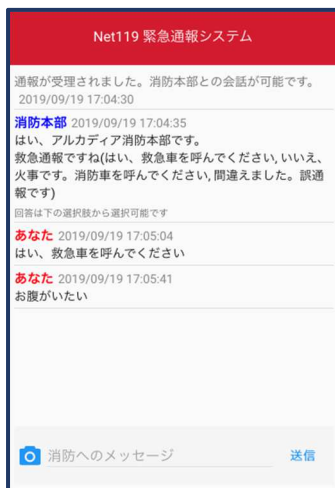 Net119 緊急通報システム
通報が受理されました。消防本部との会話が可能です。
2019/09/19 17:04:30
消防本部 2019/09/19 17:04:35
はい、アルカディア消防本部です。
救急通報ですね(はい、救急車を呼んでください, いいえ、
火事です。消防車を呼んでください, 間違えました。誤通
報です)
回答は下の選択肢から選択可能です
あなた 2019/09/19 17:05:04
はい、救急車を呼んでください
あなた 2019/09/19 17:05:41
お腹がいたい
消防へのメッセージ
送信